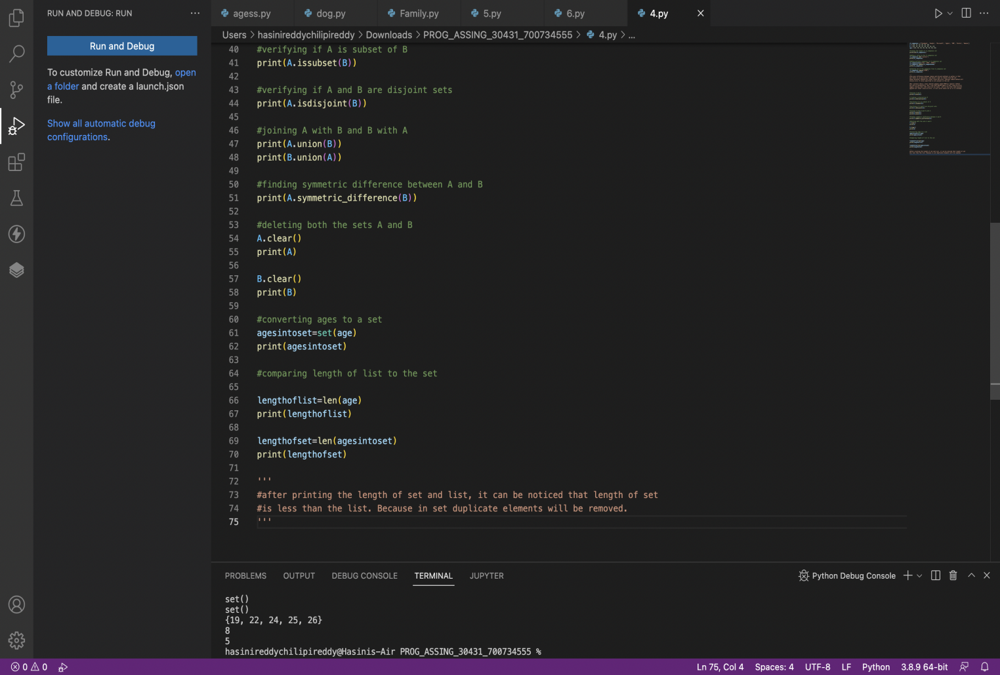 RUN AND DEBUG: RUN
Run and Debug
To customize Run and Debug, open
a folder and create a launch.json
file.
Show all automatic debug
configurations.
agess.py dog.py Family.py 5.py 6.py 4.py
Users > hasinireddychilipireddy > Downloads > PROG_ASSING_30431_700734555 > 4.py > ...
40 #verifying if A is subset of B
41 print(A.issubset(B))
42
43 #verifying if A and B are disjoint sets
44 print(A.isdisjoint(B))
45
46 #joining A with B and B with A
47 print(A.union(B))
48 print(B.union(A))
49
50 #finding symmetric difference between A and B
51 print(A.symmetric_difference(B))
52
53 #deleting both the sets A and B
54 A.clear()
55 print(A)
56
57 B.clear()
58 print(B)
59
60 #converting ages to a set
61 agesintoset=set(age)
62 print(agesintoset)
63
64 #comparing length of list to the set
65
66 lengthoflist=len(age)
67 print(lengthoflist)
68
69 lengthofset=len(agesintoset)
70 print(lengthofset)
71
72 '''
73 #after printing the length of set and list, it can be noticed that length of set
74 #is less than the list. Because in set duplicate elements will be removed.
75 '''
PROBLEMS OUTPUT DEBUG CONSOLE TERMINAL JUPYTER Python Debug Console
set()
set()
{19, 22, 24, 25, 26}
8
5
hasinireddychilipireddy@Hasinis-Air PROG_ASSING_30431_700734555 %
0 0 Ln 75, Col 4 Spaces: 4 UTF-8 LF Python 3.8.9 64-bit